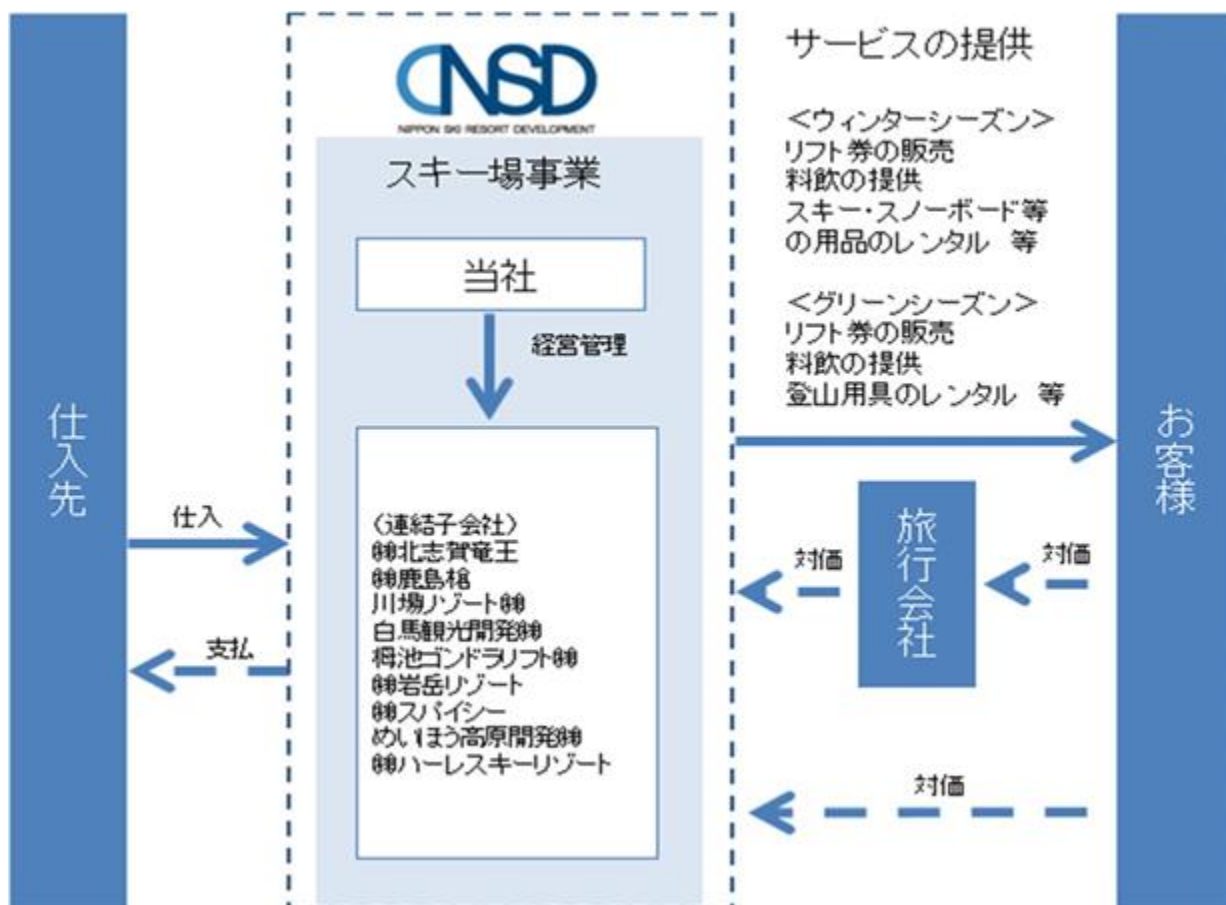 仕入先
仕入
支払
NSD
NIPPON SKI RESORT DEVELOPMENT
スキー場事業
当社
経営管理
〈連結子会社〉
㈱北志賀竜王
㈱鹿島槍
川場リゾート㈱
白馬観光開発㈱
栂池ゴンドラリフト㈱
㈱岩岳リゾート
㈱スパイシー
めいほう高原開発㈱
㈱ハーレスキーリゾート
サービスの提供
＜ウィンターシーズン＞
リフト券の販売
料飲の提供
スキー・スノーボード等
の用品のレンタル　等
＜グリーンシーズン＞
リフト券の販売
料飲の提供
登山用具のレンタル　等
対価
旅行会社
対価
対価
お客様